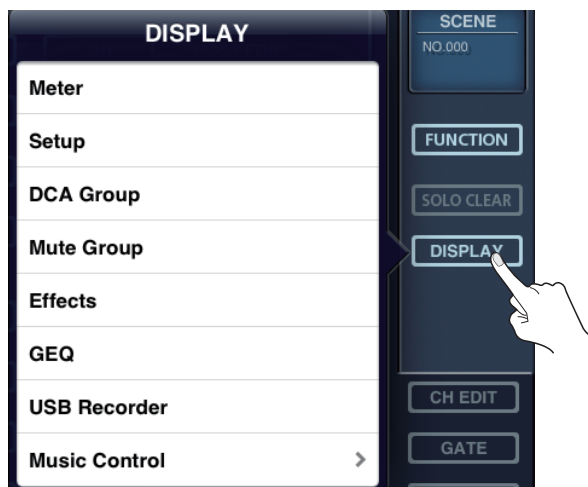 DISPLAY
Meter
Setup
DCA Group
Mute Group
Effects
GEQ
USB Recorder
Music Control
SCENE
NO.000
FUNCTION
SOLO CLEAR
DISPLAY
CH EDIT
GATE